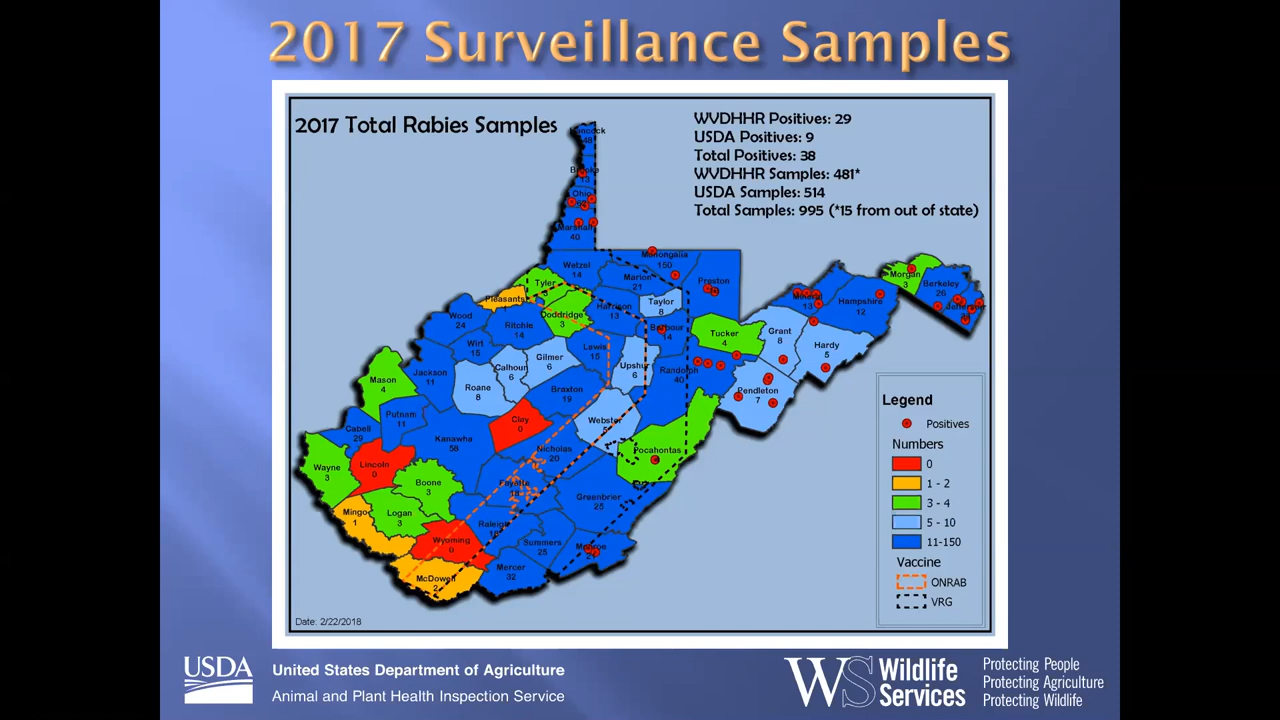 2017 Surveillance Samples
2017 Total Rabies Samples
WVDHHR Positives: 29
USDA Positives: 9
Total Positives: 38
WVDHHR Samples: 481*
USDA Samples: 514
Total Samples: 995 (*15 from out of state)
Ohio
Marshall
40
Wetzel
14
Monongalia
150
Marion
21
Preston
Morgan
3
Berkeley
26
Jefferson
Mineral
13
Hampshire
12
Tyler
Pleasants
Doddridge
3
Harrison
13
Taylor
8
Barbour
14
Wood
24
Ritchie
14
Wirt
15
Tucker
4
Grant
8
Hardy
5
Lewis
15
Gilmer
6
Calhoun
6
Upshur
6
Randolph
40
Jackson
11
Mason
4
Roane
8
Braxton
19
Pendleton
7
Putnam
11
Clay
0
Webster
Cabell
29
Kanawha
58
Nicholas
20
Pocahontas
Wayne
3
Lincoln
0
Boone
3
Fayette
Greenbrier
25
Mingo
1
Logan
3
Raleigh
Wyoming
0
Summers
25
Monroe
McDowell
2
Mercer
32
Legend
Positives
Numbers
0
1 - 2
3 - 4
5 - 10
11-150
Vaccine
ONRAB
VRG
Date: 2/22/2018
USDA
United States Department of Agriculture
Animal and Plant Health Inspection Service
WS Wildlife Services
Protecting People
Protecting Agriculture
Protecting Wildlife